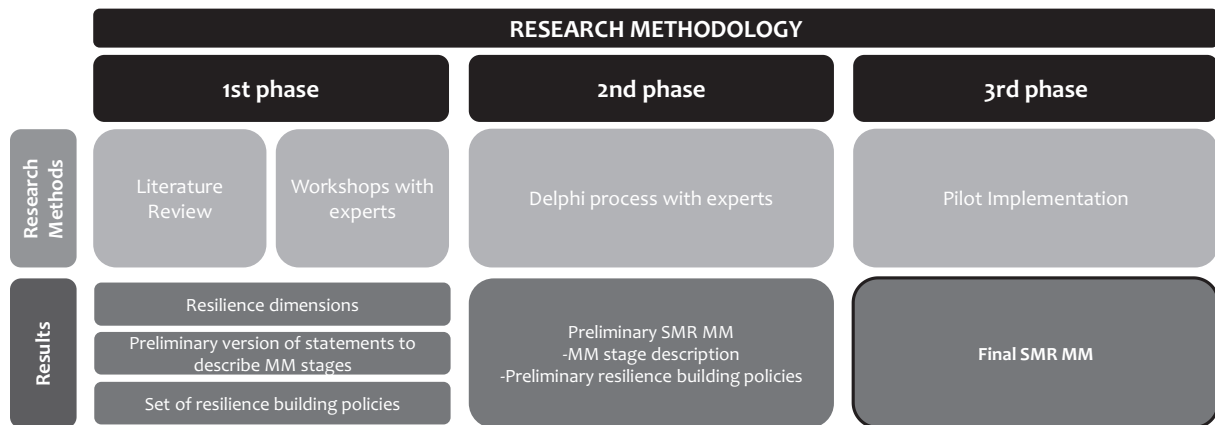 RESEARCH METHODOLOGY
1st phase
2nd phase
3rd phase
Research
Methods
Literature
Review
Workshops with
experts
Delphi process with experts
Pilot Implementation
Results
Resilience dimensions
Preliminary version of statements to
describe MM stages
Set of resilience building policies
Preliminary SMR MM
-MM stage description
-Preliminary resilience building policies
Final SMR MM